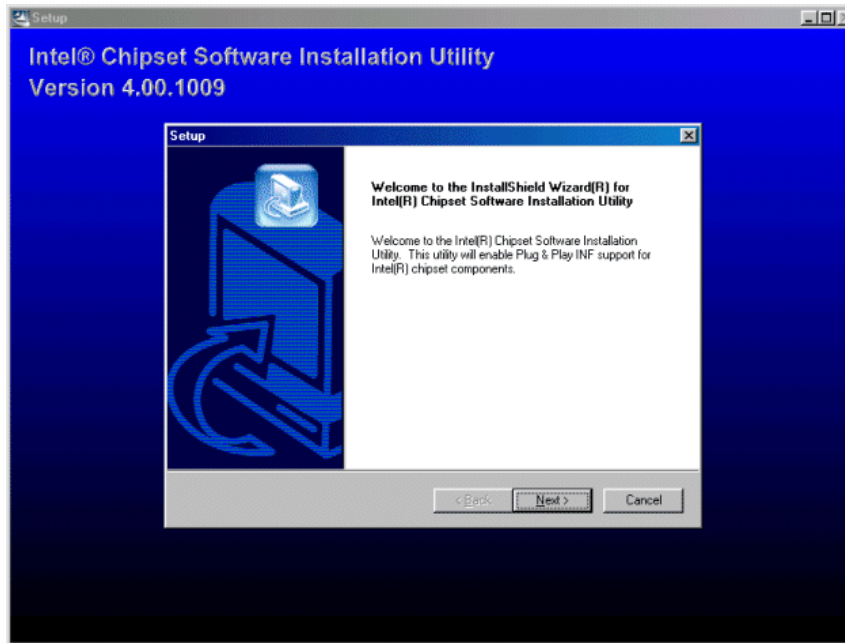 Setup
Intel® Chipset Software Installation Utility
Version 4.00.1009
Setup
Welcome to the InstallShield Wizard(R) for
Intel(R) Chipset Software Installation Utility
Welcome to the Intel(R) Chipset Software Installation
Utility. This utility will enable Plug & Play INF support for
Intel(R) chipset components.
< Back
Next >
Cancel